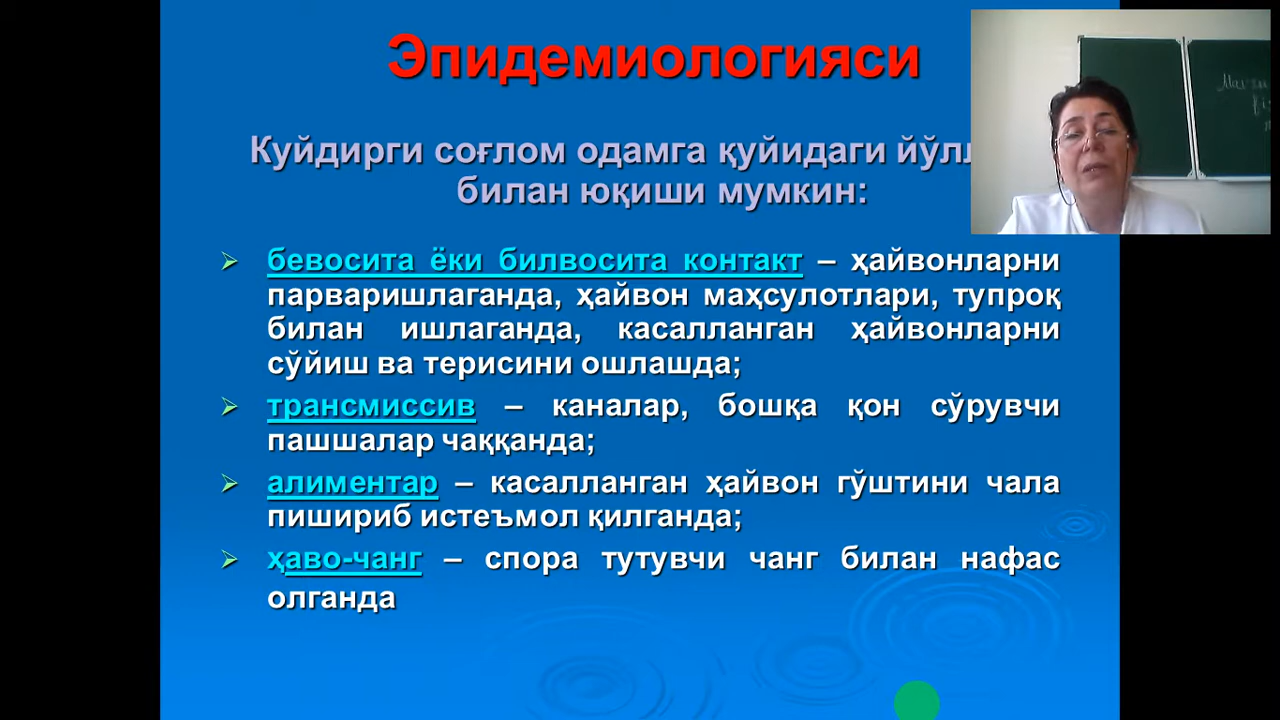 Эпидемиологияси
Куйдирги соғлом одамга қуйидаги
билан юқиши мумкин:
бевосита ёки билвосита контакт – ҳайвонларни
парваришлаганда, ҳайвон маҳсулотлари, тупроқ
билан ишлаганда, касалланган ҳайвонларни
сўйиш ва терисини ошлашда;
трансмиссив – каналар, бошқа қон сўрувчи
пашшалар чаққанда;
алиментар – касалланган ҳайвон гўштини чала
пишириб истеъмол қилганда;
ҳаво-чанг – спора тутувчи чанг билан нафас
олганда